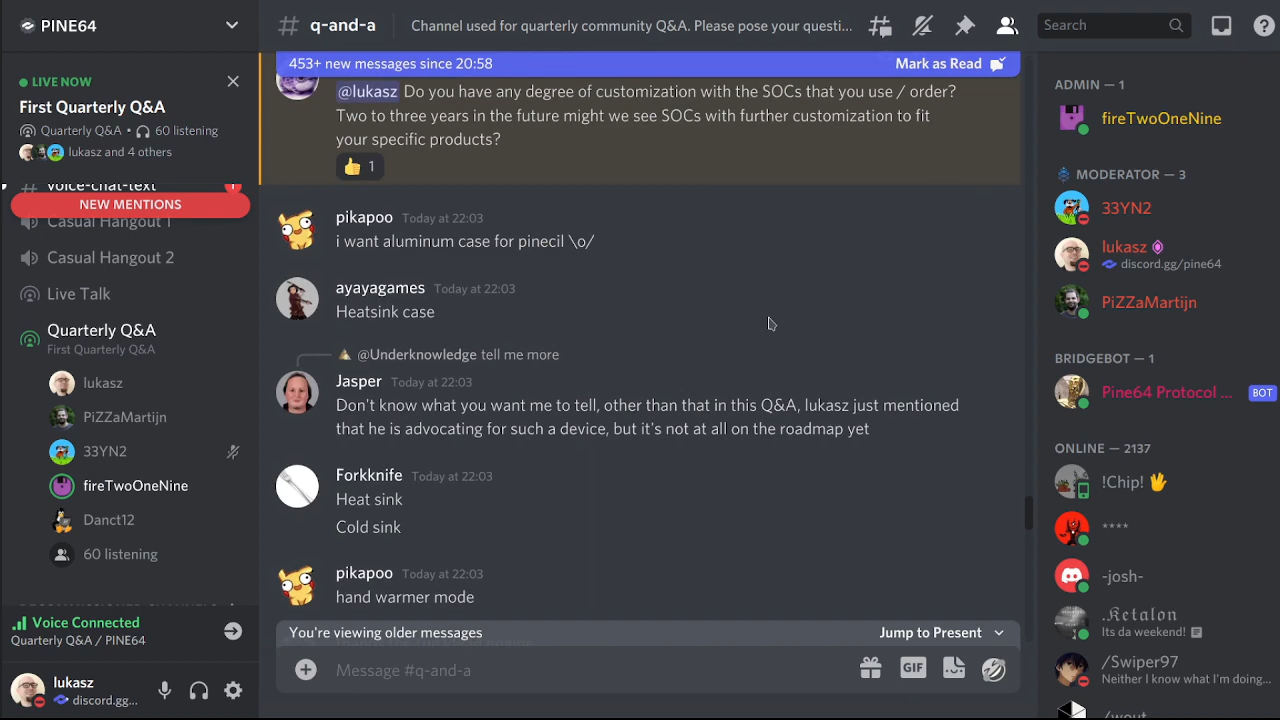 PINE64
LIVE NOW
First Quarterly Q&A
Quarterly Q&A • 60 listening
lukasz and 4 others
voice-chat-text
NEW MENTIONS
Casual Hangout 1
Casual Hangout 2
Live Talk
Quarterly Q&A
First Quarterly Q&A
lukasz
PiZZaMartijn
33YN2
fireTwoOneNine
Danct12
60 listening
Voice Connected
Quarterly Q&A / PINE64
lukasz
discord.gg...
# q-and-a
Channel used for quarterly community Q&A. Please pose your questi...
Search
453+ new messages since 20:58
Mark as Read
@lukasz Do you have any degree of customization with the SOCs that you use / order?
Two to three years in the future might we see SOCs with further customization to fit
your specific products?
1
pikapoo Today at 22:03
i want aluminum case for pinecil \o/
ayayagames Today at 22:03
Heatsink case
@Underknowledge tell me more
Jasper Today at 22:03
Don't know what you want me to tell, other than that in this Q&A, lukasz just mentioned
that he is advocating for such a device, but it's not at all on the roadmap yet
Forkknife Today at 22:03
Heat sink
Cold sink
pikapoo Today at 22:03
hand warmer mode
You're viewing older messages
Jump to Present
Message #q-and-a
GIF
ADMIN — 1
fireTwoOneNine
MODERATOR — 3
33YN2
lukasz
discord.gg/pine64
PiZZaMartijn
BRIDGEBOT — 1
Pine64 Protocol ...
BOT
ONLINE — 2137
!Chip! 🖖
****
-josh-
.𝔎𝔢𝔱𝔞𝔩𝔬𝔫
Its da weekend!
/Swiper97
Neither I know what I'm doing...
/wout